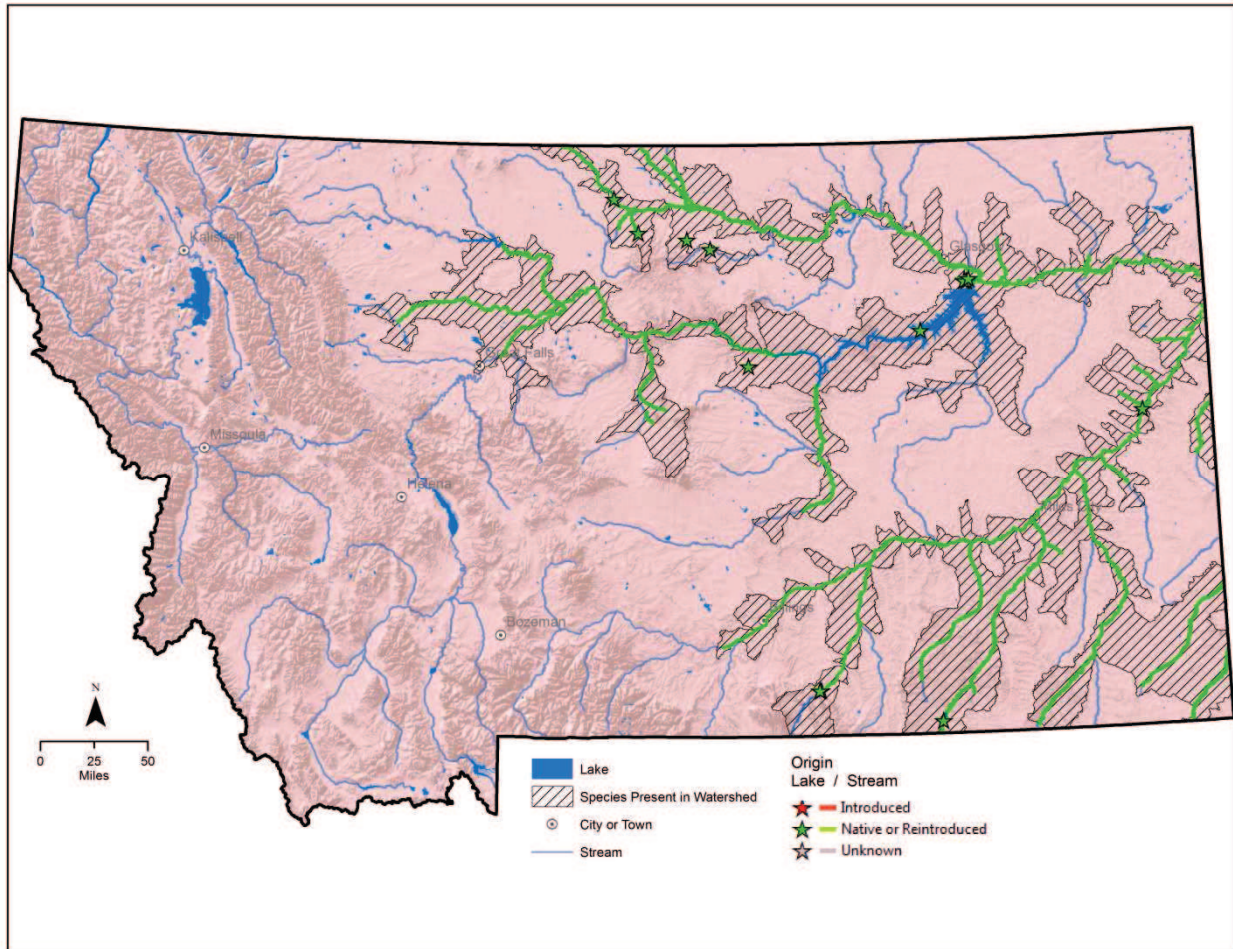 Kalispell
Glasgow
Great Falls
Missoula
Helena
Miles City
Billings
Bozeman
N
0 25 50
Miles
Lake
Species Present in Watershed
City or Town
Stream
Origin
Lake / Stream
Introduced
Native or Reintroduced
Unknown